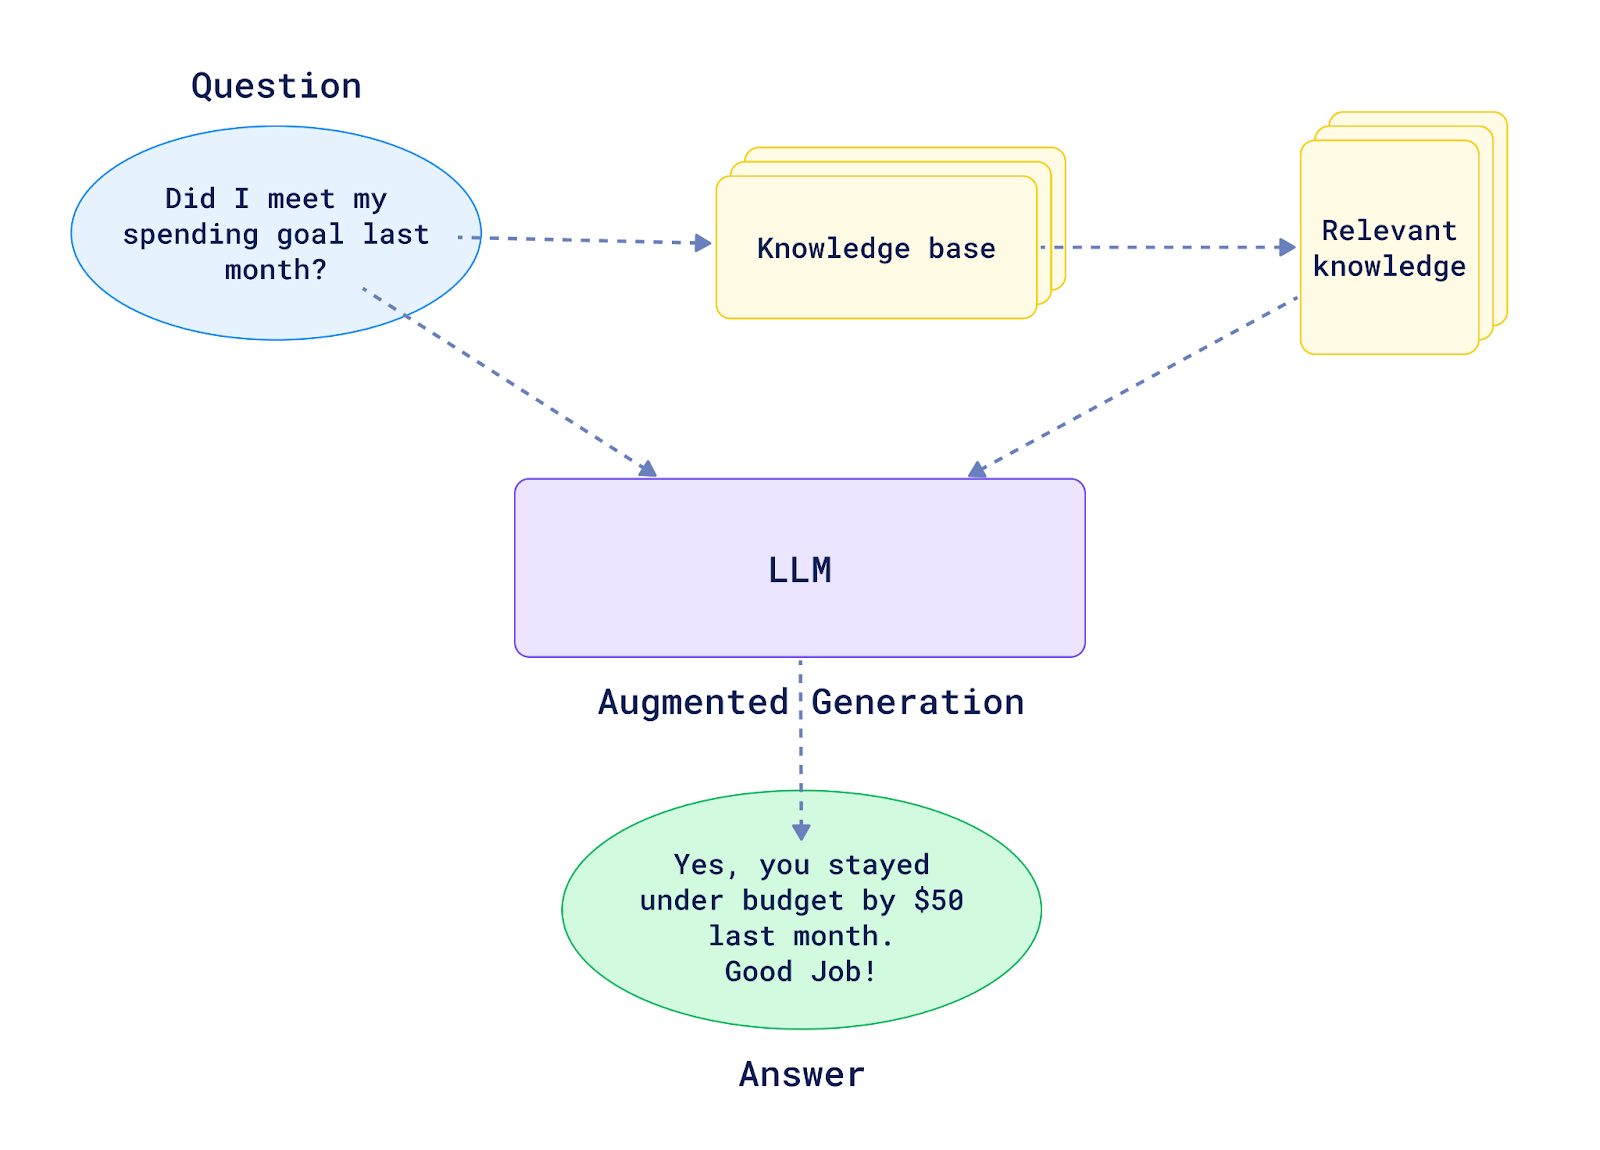 Question
Did I meet my
spending goal last
month?
Knowledge base
Relevant
knowledge
LLM
Augmented Generation
Yes, you stayed
under budget by $50
last month.
Good Job!
Answer